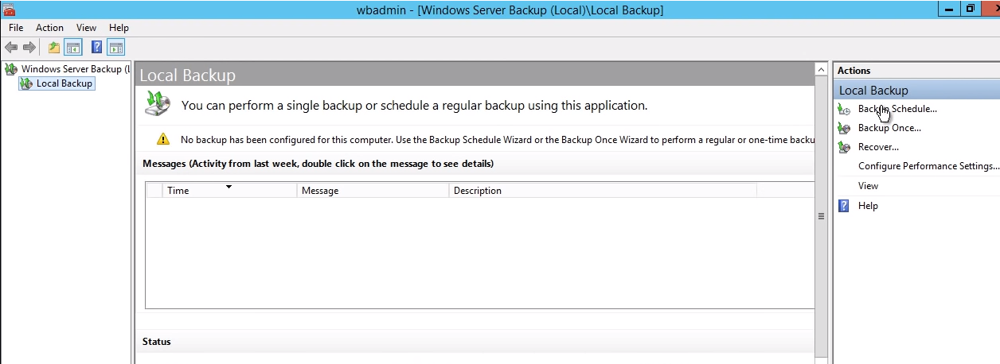 wbadmin - [Windows Server Backup (Local)\Local Backup]
File Action View Help
Windows Server Backup (L
Local Backup
Local Backup
You can perform a single backup or schedule a regular backup using this application.
No backup has been configured for this computer. Use the Backup Schedule Wizard or the Backup Once Wizard to perform a regular or one-time backu
Messages (Activity from last week, double click on the message to see details)
Time Message Description
Status
Actions
Local Backup
Backup Schedule...
Backup Once...
Recover...
Configure Performance Settings...
View
Help